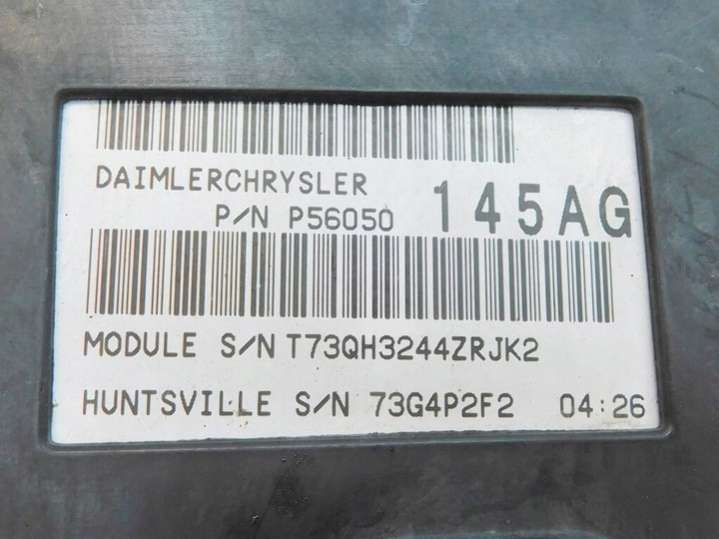 DAIMLERCHRYSLER
P/N P56050 145AG
MODULE S/N T73QH3244ZRJK2
HUNTSVILLE S/N 73G4P2F2 04:26